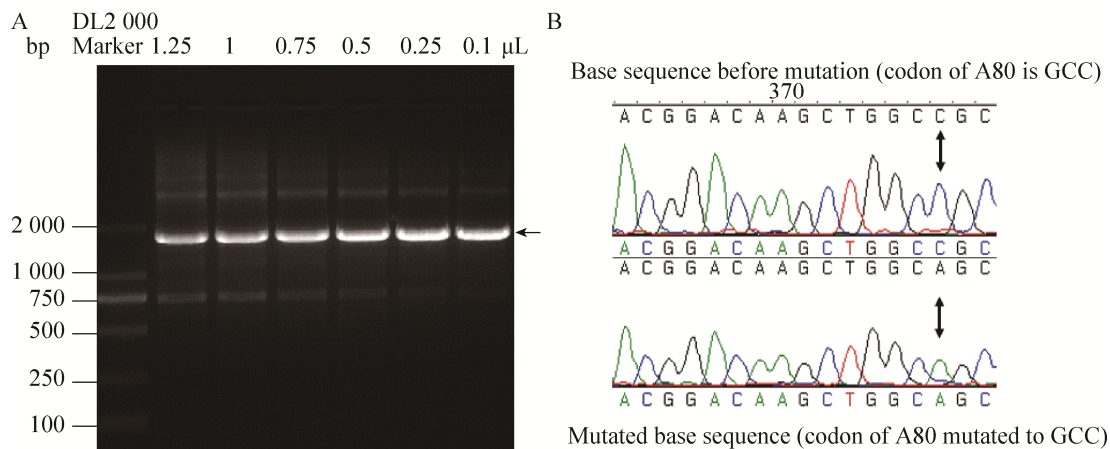 A DL2 000
bp Marker 1.25 1 0.75 0.5 0.25 0.1 μL
2 000
1 000
750
500
250
100
B
Base sequence before mutation (codon of A80 is GCC)
370
A C G G A C A A G C T G G C C G C
A C G G A C A A G C T G G C C G C
A C G G A C A A G C T G G C A G C
A C G G A C A A G C T G G C A G C
Mutated base sequence (codon of A80 mutated to GCC)